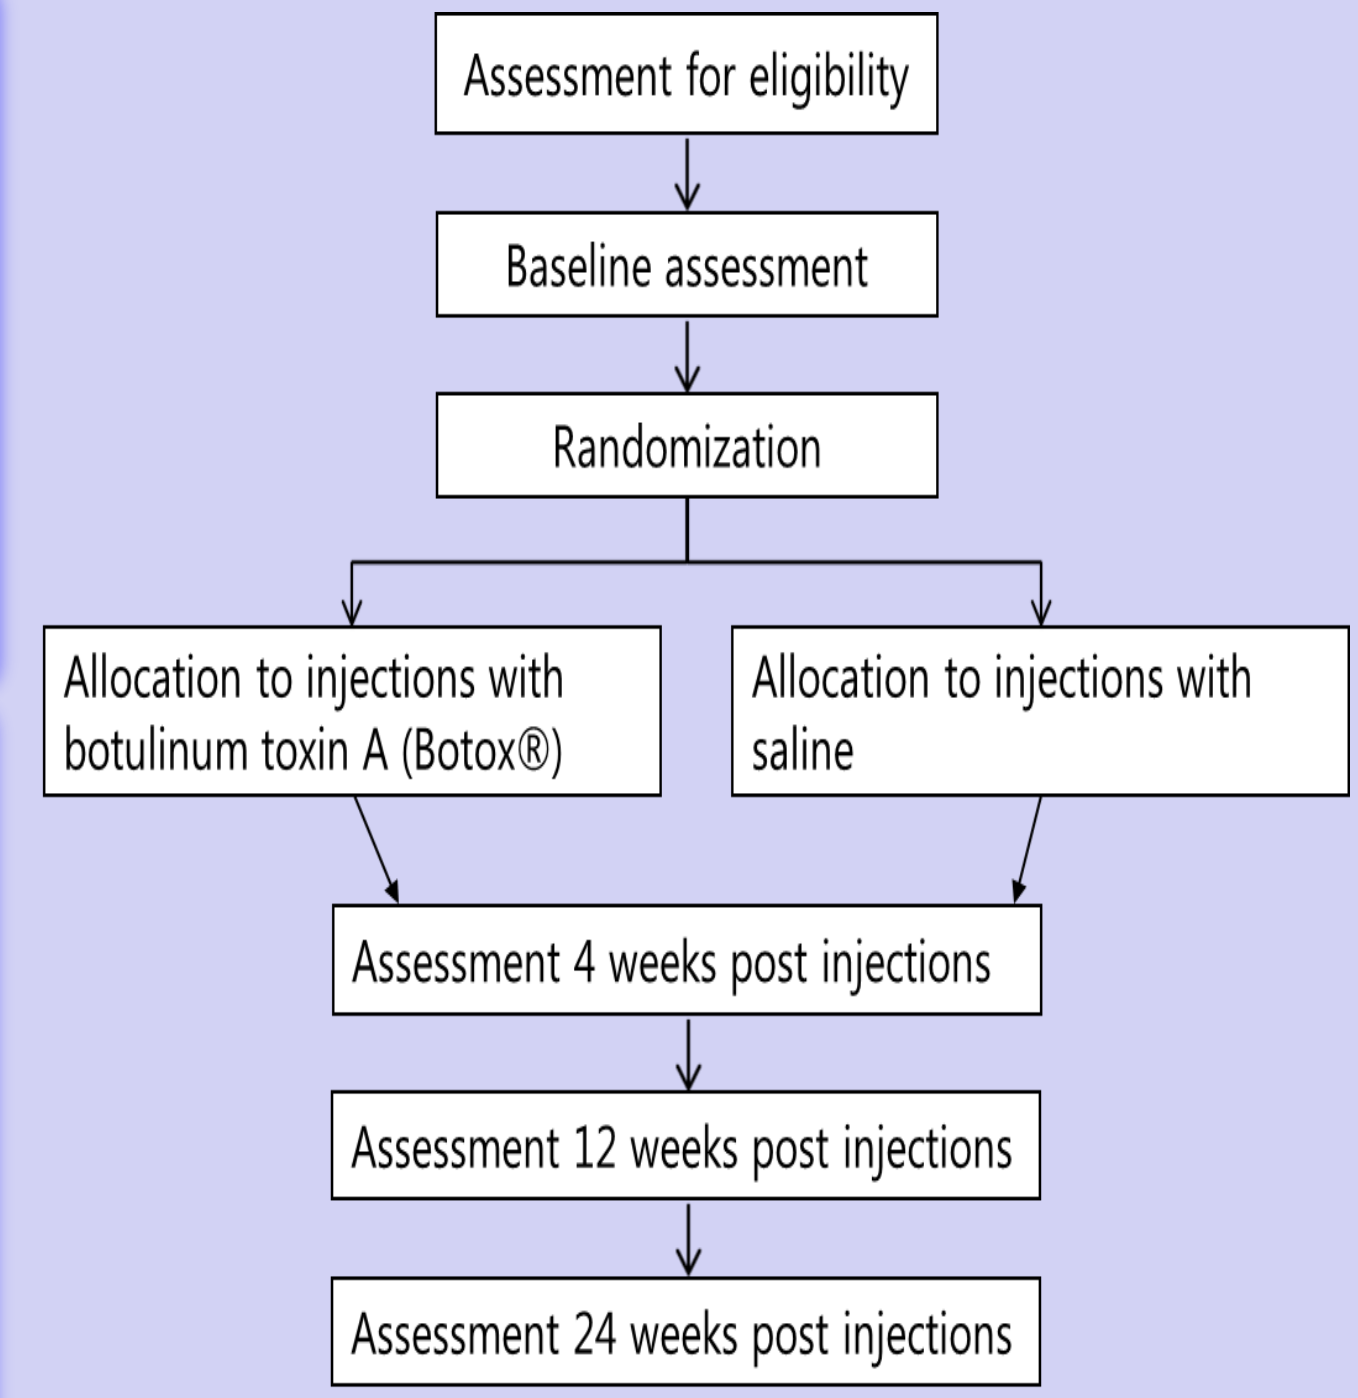 Assessment for eligibility
Baseline assessment
Randomization
Allocation to injections with
botulinum toxin A (Botox®)
Allocation to injections with
saline
Assessment 4 weeks post injections
Assessment 12 weeks post injections
Assessment 24 weeks post injections